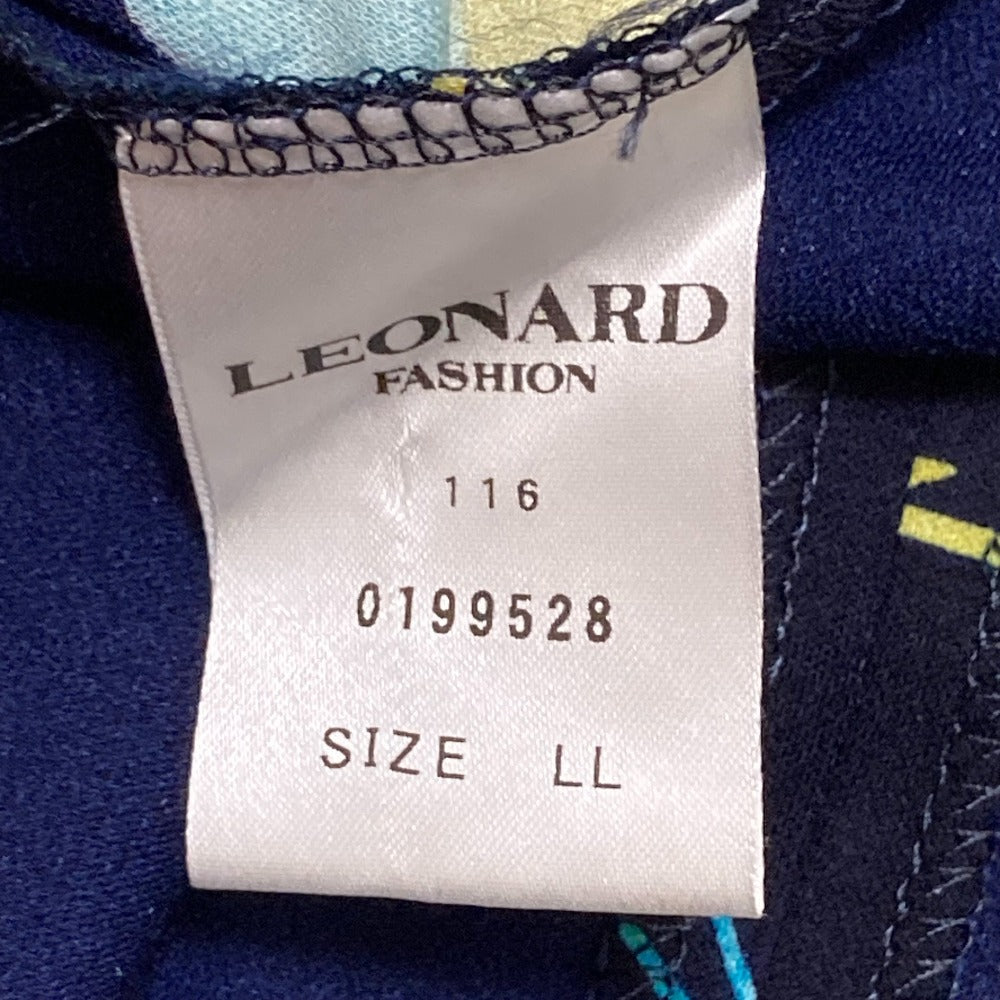 LEONARD
FASHION
116
0199528
SIZE LL